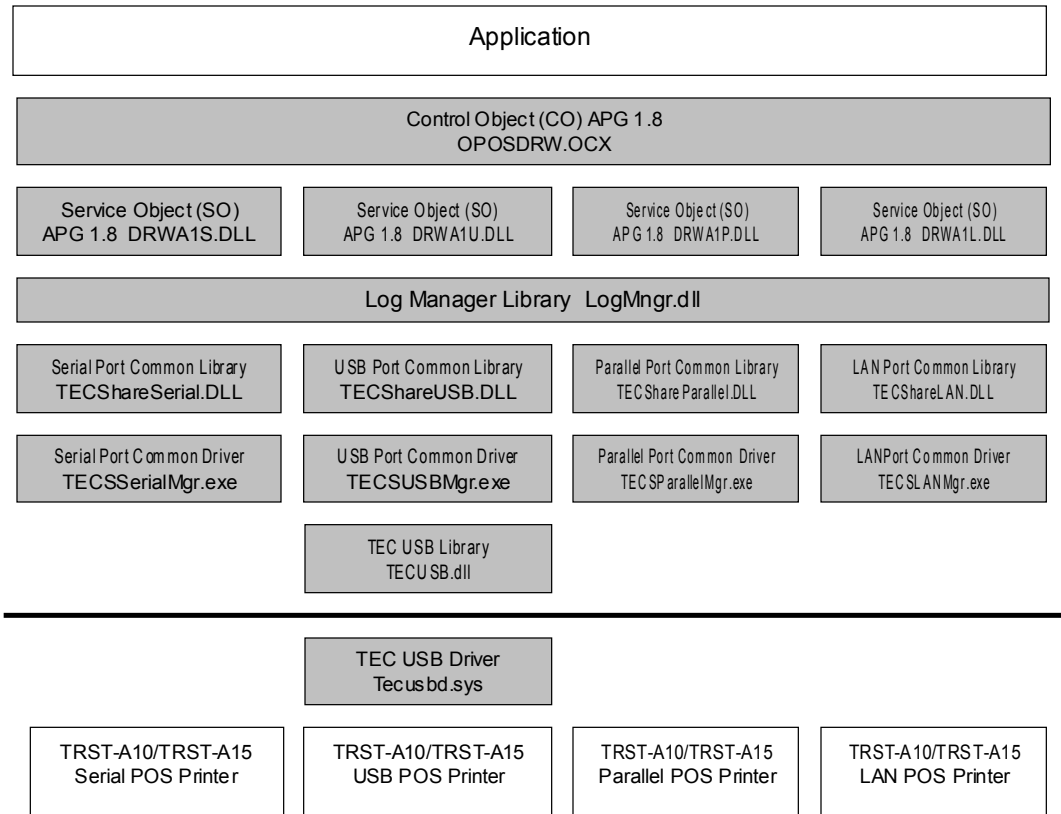 Application
Control Object (CO) APG 1.8
OPOSDRW.OCX
Service Object (SO)
APG 1.8 DRWA1S.DLL
Service Object (SO)
APG 1.8 DRWA1U.DLL
Service Object (SO)
APG 1.8 DRWA1P.DLL
Service Object (SO)
APG 1.8 DRWA1L.DLL
Log Manager Library LogMngr.dll
Serial Port Common Library
TECShareSerial.DLL
USB Port Common Library
TECShareUSB.DLL
Parallel Port Common Library
TECShareParallel.DLL
LAN Port Common Library
TECShareLAN.DLL
Serial Port Common Driver
TECSSerialMgr.exe
USB Port Common Driver
TECSUSBMgr.exe
Parallel Port Common Driver
TECSParallelMgr.exe
LANPort Common Driver
TECSLANMgr.exe
TEC USB Library
TECUSB.dll
TEC USB Driver
Tecusbd.sys
TRST-A10/TRST-A15
Serial POS Printer
TRST-A10/TRST-A15
USB POS Printer
TRST-A10/TRST-A15
Parallel POS Printer
TRST-A10/TRST-A15
LAN POS Printer